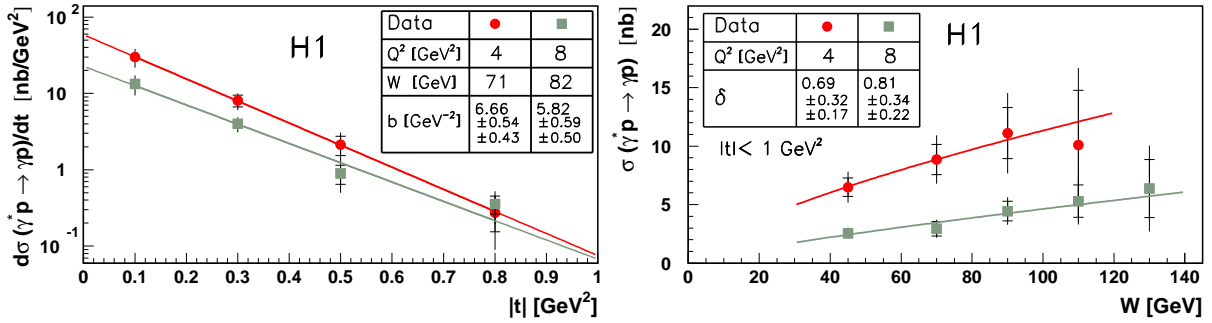 dσ (γ* p → γp)/dt [nb/GeV²]
10²
10
1
10⁻¹
H1
Data
Q² [GeV²] 4 8
W [GeV] 71 82
b [GeV⁻²] 6.66 5.82
±0.54 ±0.59
±0.43 ±0.50
0 0.1 0.2 0.3 0.4 0.5 0.6 0.7 0.8 0.9 1
|t| [GeV²]
σ (γ* p → γp) [nb]
20
15
10
5
0
Data
Q² [GeV²] 4 8
δ 0.69 0.81
±0.32 ±0.34
±0.17 ±0.22
H1
|t|< 1 GeV²
0 20 40 60 80 100 120 140
W [GeV]